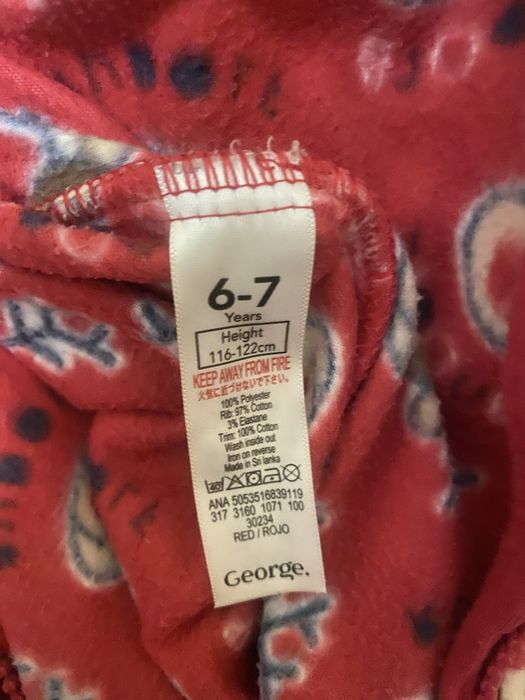 6-7
Years
Height
116-122cm
KEEP AWAY FROM FIRE
火気に近づけないで下さい。
100% Polyester
Rib: 97% Cotton
3% Elastane
Trim: 100% Cotton
Wash inside out
Iron on reverse
Made in Sri lanka
40
ANA 5053516839119
317 3160 1071 100
30234
RED / ROJO
George.